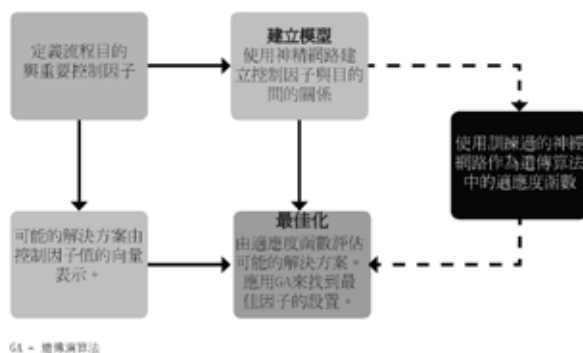 定義流程目的
與重要控制因子
建立模型
使用神精網路建
立控制因子與目的
間的關係
使用訓練過的神經
網路作為遺傳算法
中的適應度函數
可能的解決方案由
控制因子值的向量
表示。
最佳化
由適應度函數評估
可能的解決方案。
應用GA來找到最
佳因子的設置。
GA = 遺傳演算法